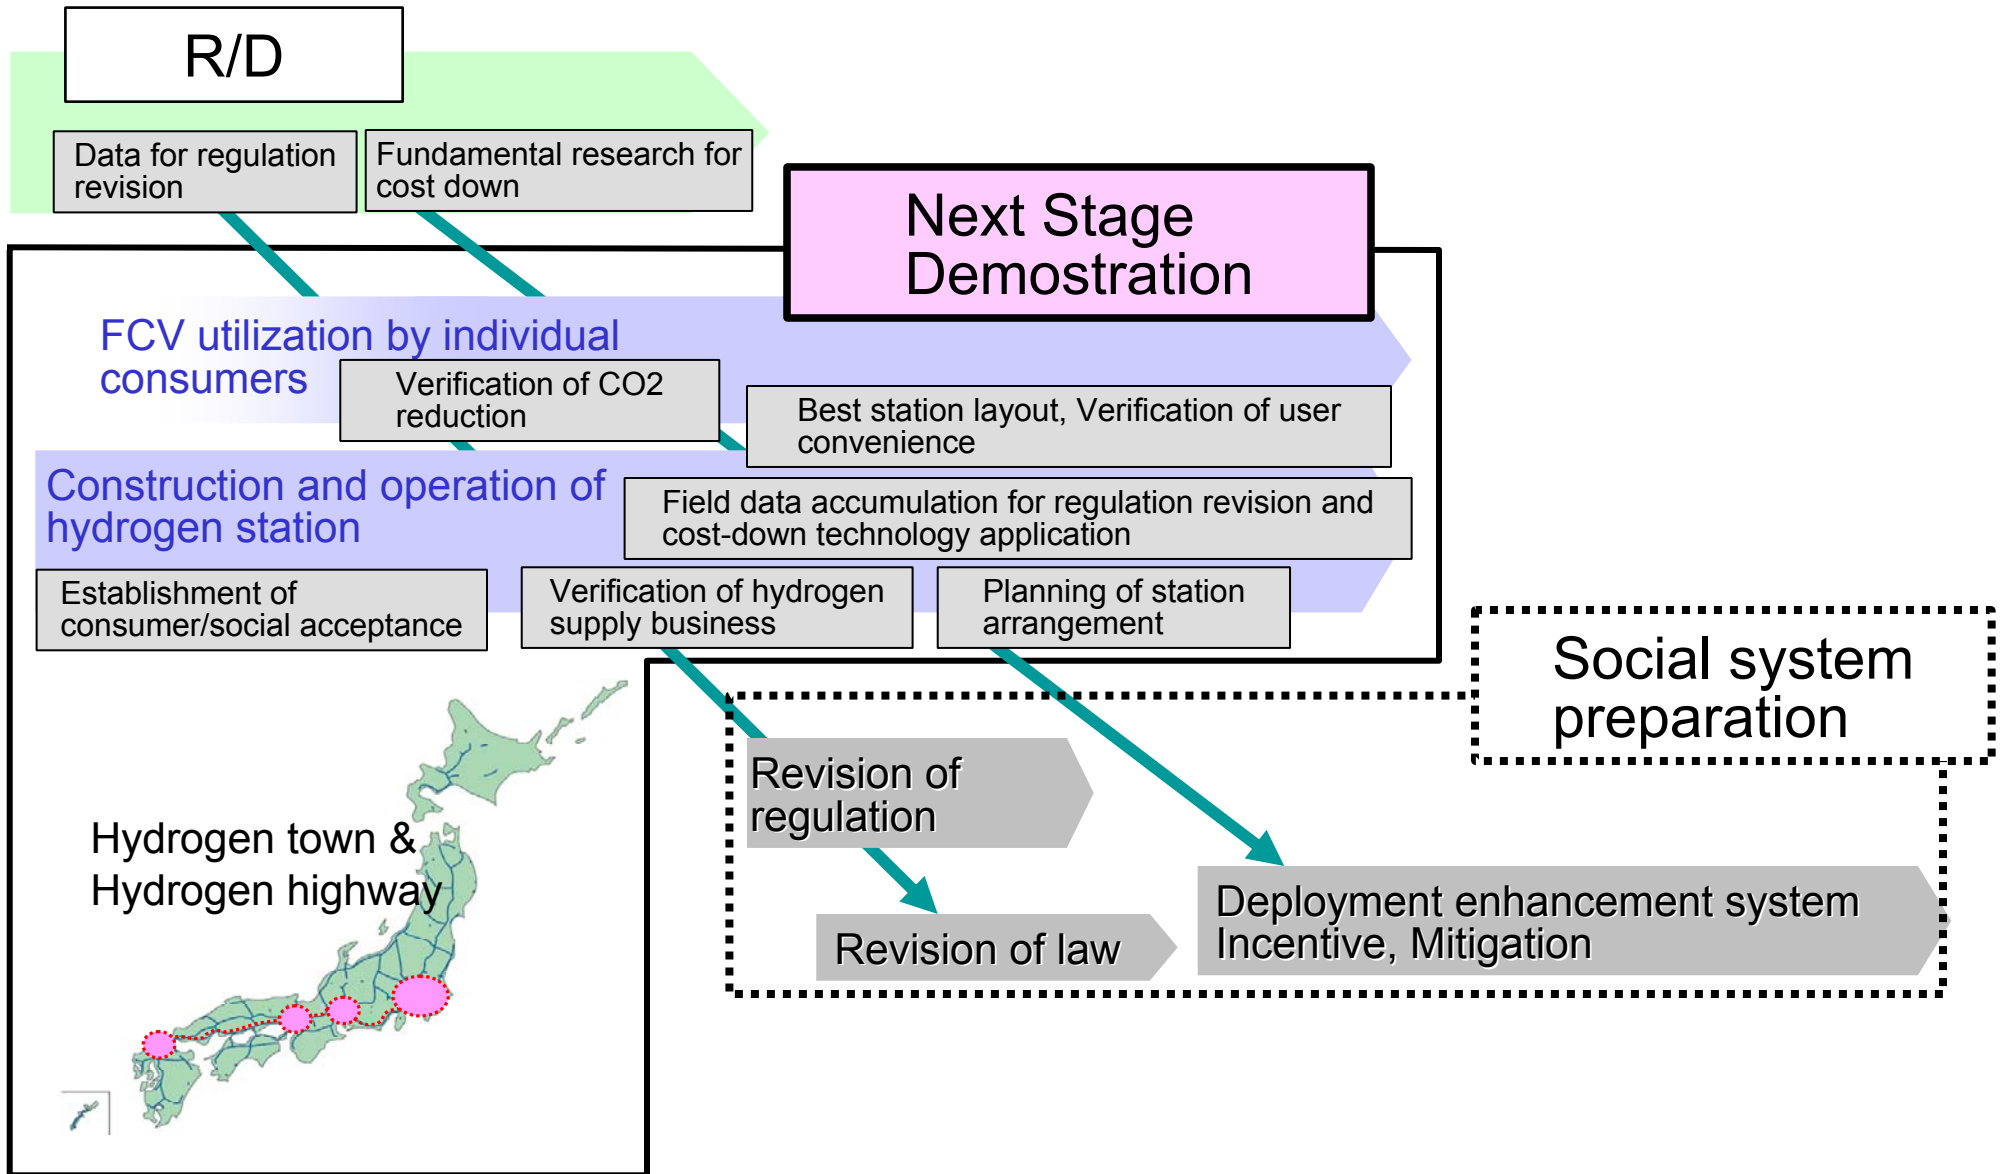 R/D
Data for regulation
revision
Fundamental research for
cost down
Next Stage
Demostration
FCV utilization by individual
consumers
Verification of CO2
reduction
Best station layout, Verification of user
convenience
Construction and operation of
hydrogen station
Field data accumulation for regulation revision and
cost-down technology application
Establishment of
consumer/social acceptance
Verification of hydrogen
supply business
Planning of station
arrangement
Social system
preparation
Revision of
regulation
Hydrogen town &
Hydrogen highway
Revision of law
Deployment enhancement system
Incentive, Mitigation